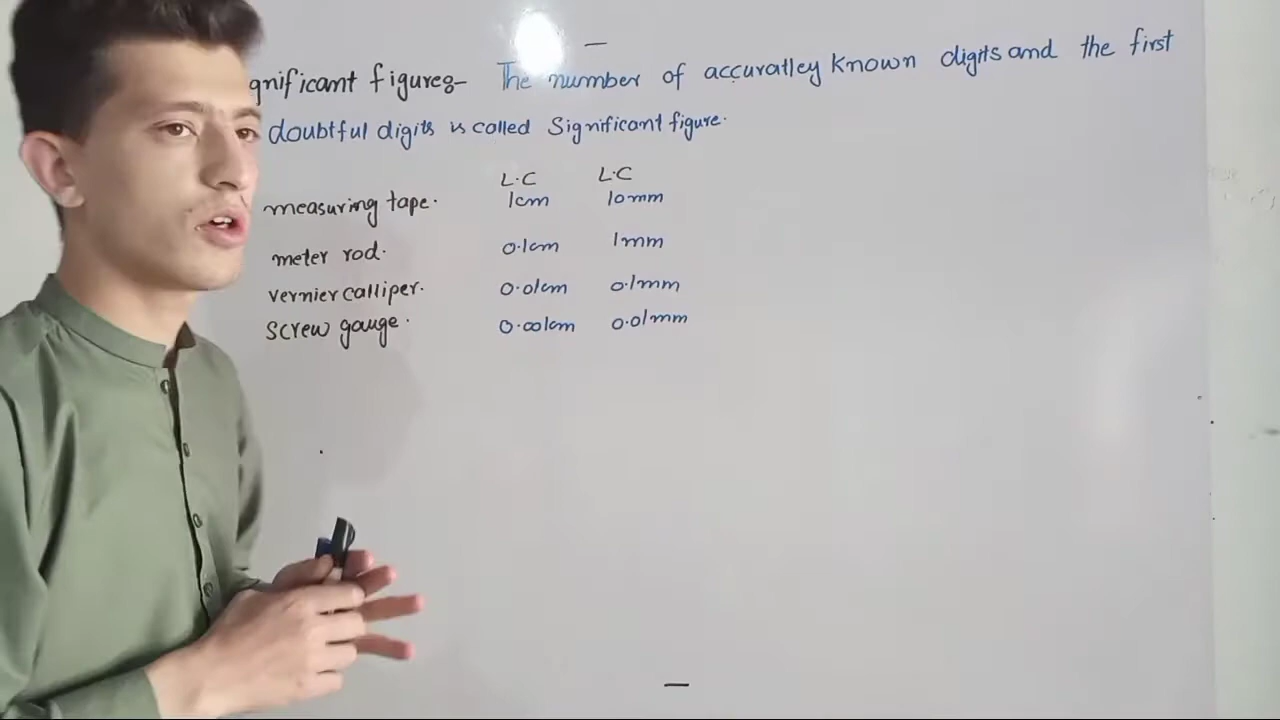 gnificant figures- The number of accuratley known digits and the first
doubtful digits is called Significant figure.
L.C L.C
measuring tape. 1cm 10mm
meter rod. 0.1cm 1mm
vernier calliper. 0.01cm 0.1mm
screw gauge. 0.001cm 0.01mm